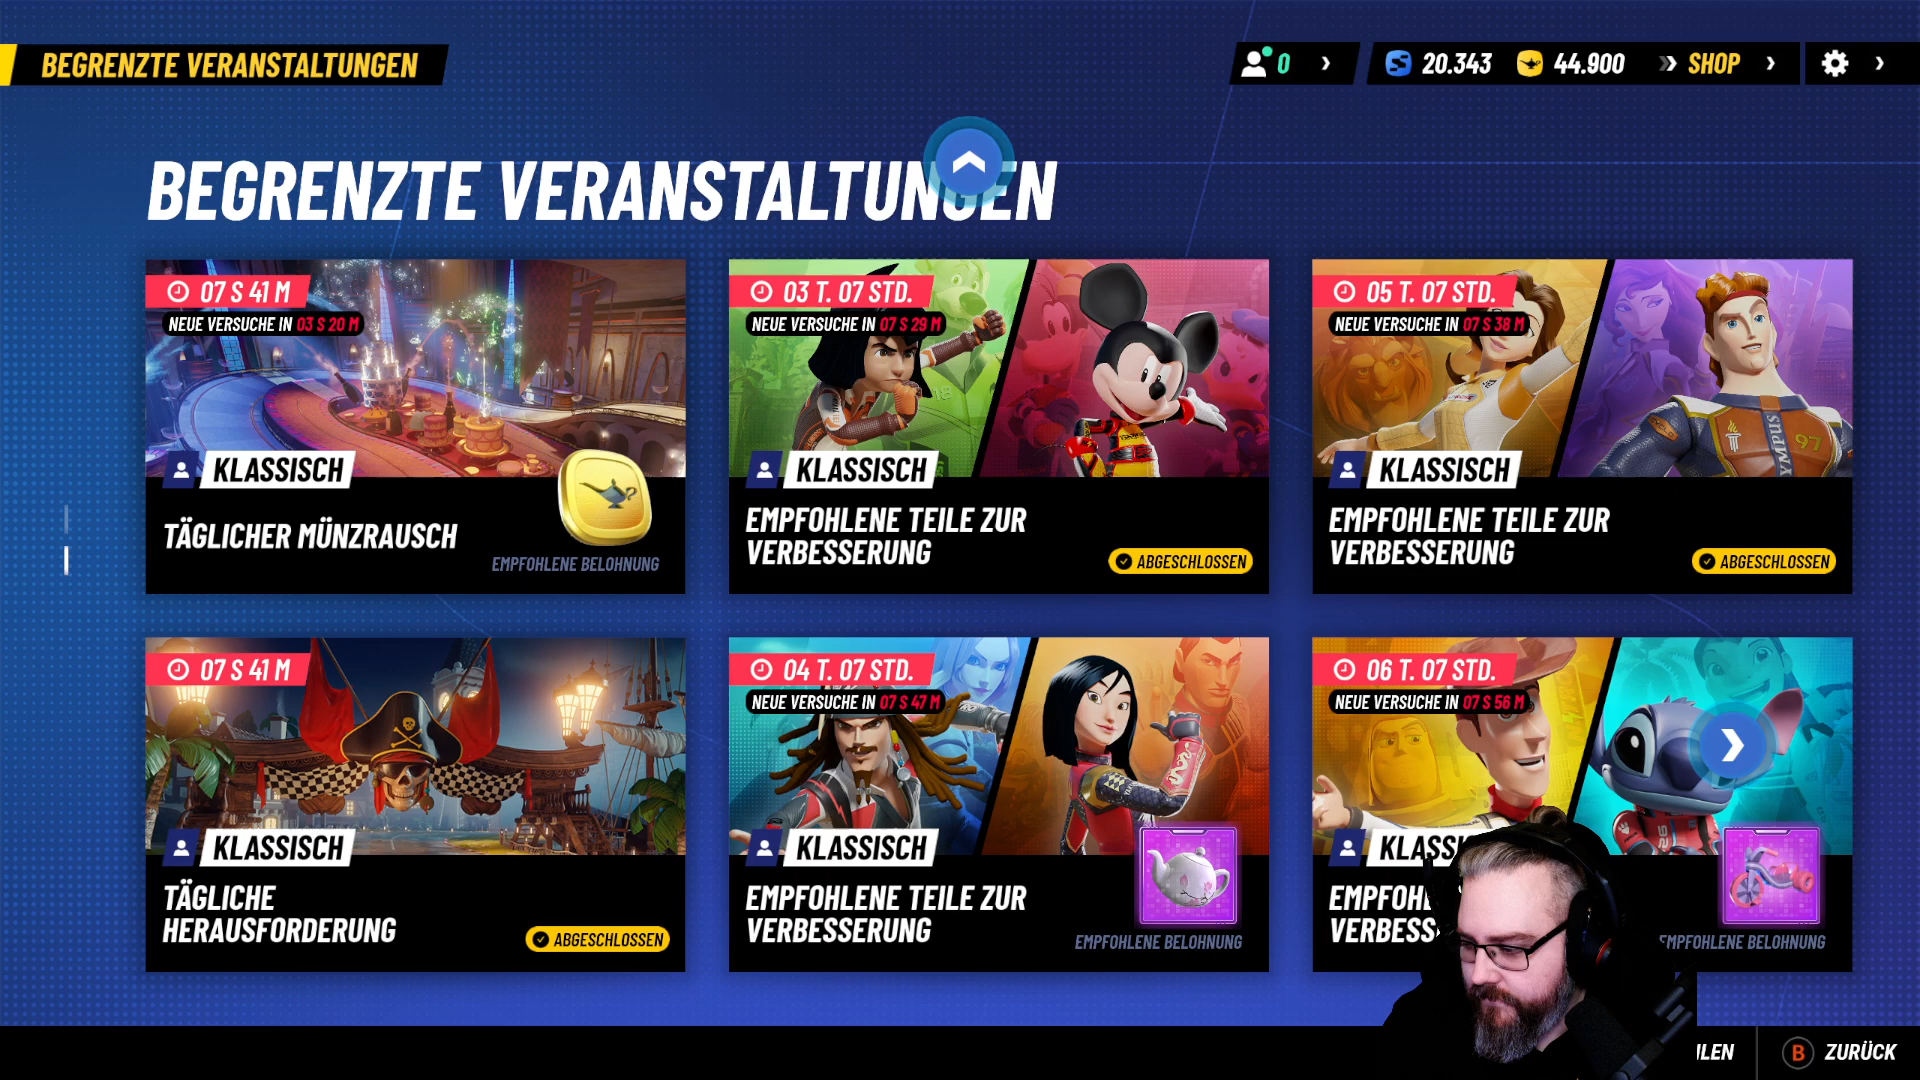 BEGRENZTE VERANSTALTUNGEN
0
20.343
44.900
SHOP
BEGRENZTE VERANSTALTUNGEN
07 S 41 M
NEUE VERSUCHE IN 03 S 20 M
KLASSISCH
TÄGLICHER MÜNZRAUSCH
EMPFOHLENE BELOHNUNG
03 T. 07 STD.
NEUE VERSUCHE IN 07 S 29 M
KLASSISCH
EMPFOHLENE TEILE ZUR
VERBESSERUNG
ABGESCHLOSSEN
05 T. 07 STD.
NEUE VERSUCHE IN 07 S 38 M
97
KLASSISCH
EMPFOHLENE TEILE ZUR
VERBESSERUNG
ABGESCHLOSSEN
07 S 41 M
KLASSISCH
TÄGLICHE
HERAUSFORDERUNG
ABGESCHLOSSEN
04 T. 07 STD.
NEUE VERSUCHE IN 07 S 47 M
KLASSISCH
EMPFOHLENE TEILE ZUR
VERBESSERUNG
EMPFOHLENE BELOHNUNG
06 T. 07 STD.
NEUE VERSUCHE IN 07 S 56 M
EMPFOHLENE BELOHNUNG
B ZURÜCK